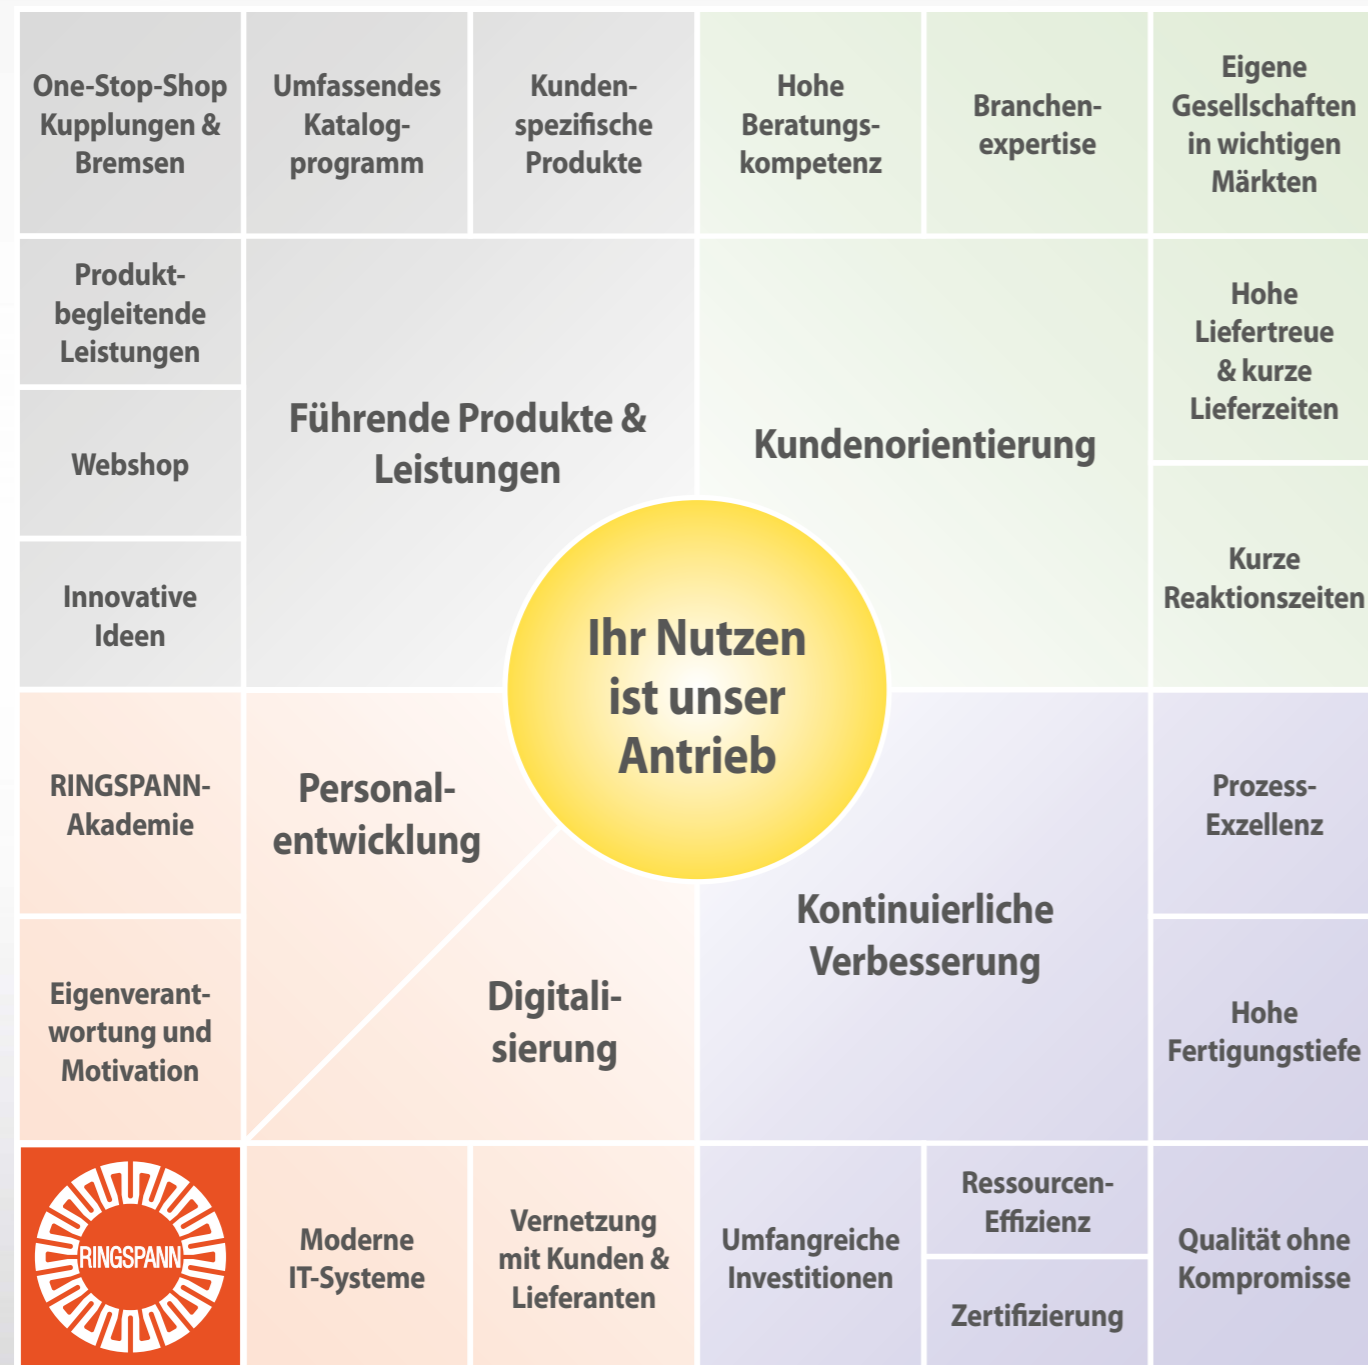 One-Stop-Shop
Kupplungen &
Bremsen
Umfassendes
Katalog-
programm
Kunden-
spezifische
Produkte
Hohe
Beratungs-
kompetenz
Branchen-
expertise
Eigene
Gesellschaften
in wichtigen
Märkten
Produkt-
begleitende
Leistungen
Webshop
Innovative
Ideen
Führende Produkte &
Leistungen
Kundenorientierung
Hohe
Liefertreue
& kurze
Lieferzeiten
Kurze
Reaktionszeiten
Ihr Nutzen
ist unser
Antrieb
RINGSPANN-
Akademie
Eigenverant-
wortung und
Motivation
Personal-
entwicklung
Digitali-
sierung
Kontinuierliche
Verbesserung
Prozess-
Exzellenz
Hohe
Fertigungstiefe
RINGSPANN
Moderne
IT-Systeme
Vernetzung
mit Kunden &
Lieferanten
Umfangreiche
Investitionen
Ressourcen-
Effizienz
Zertifizierung
Qualität ohne
Kompromisse